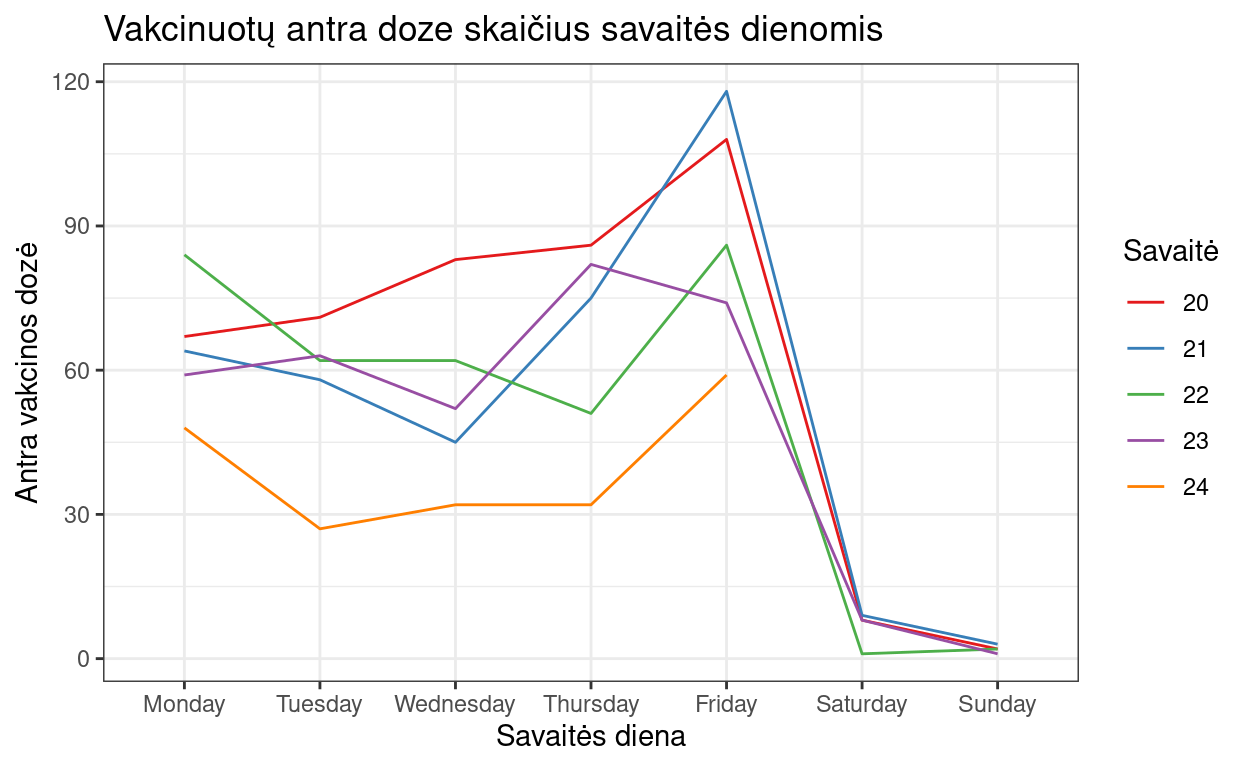 Vakcinuotų antra doze skaičius savaitės dienomis
120
90
60
30
0
Antra vakcinos dozė
Monday Tuesday Wednesday Thursday Friday Saturday Sunday
Savaitės diena
Savaitė
20
21
22
23
24